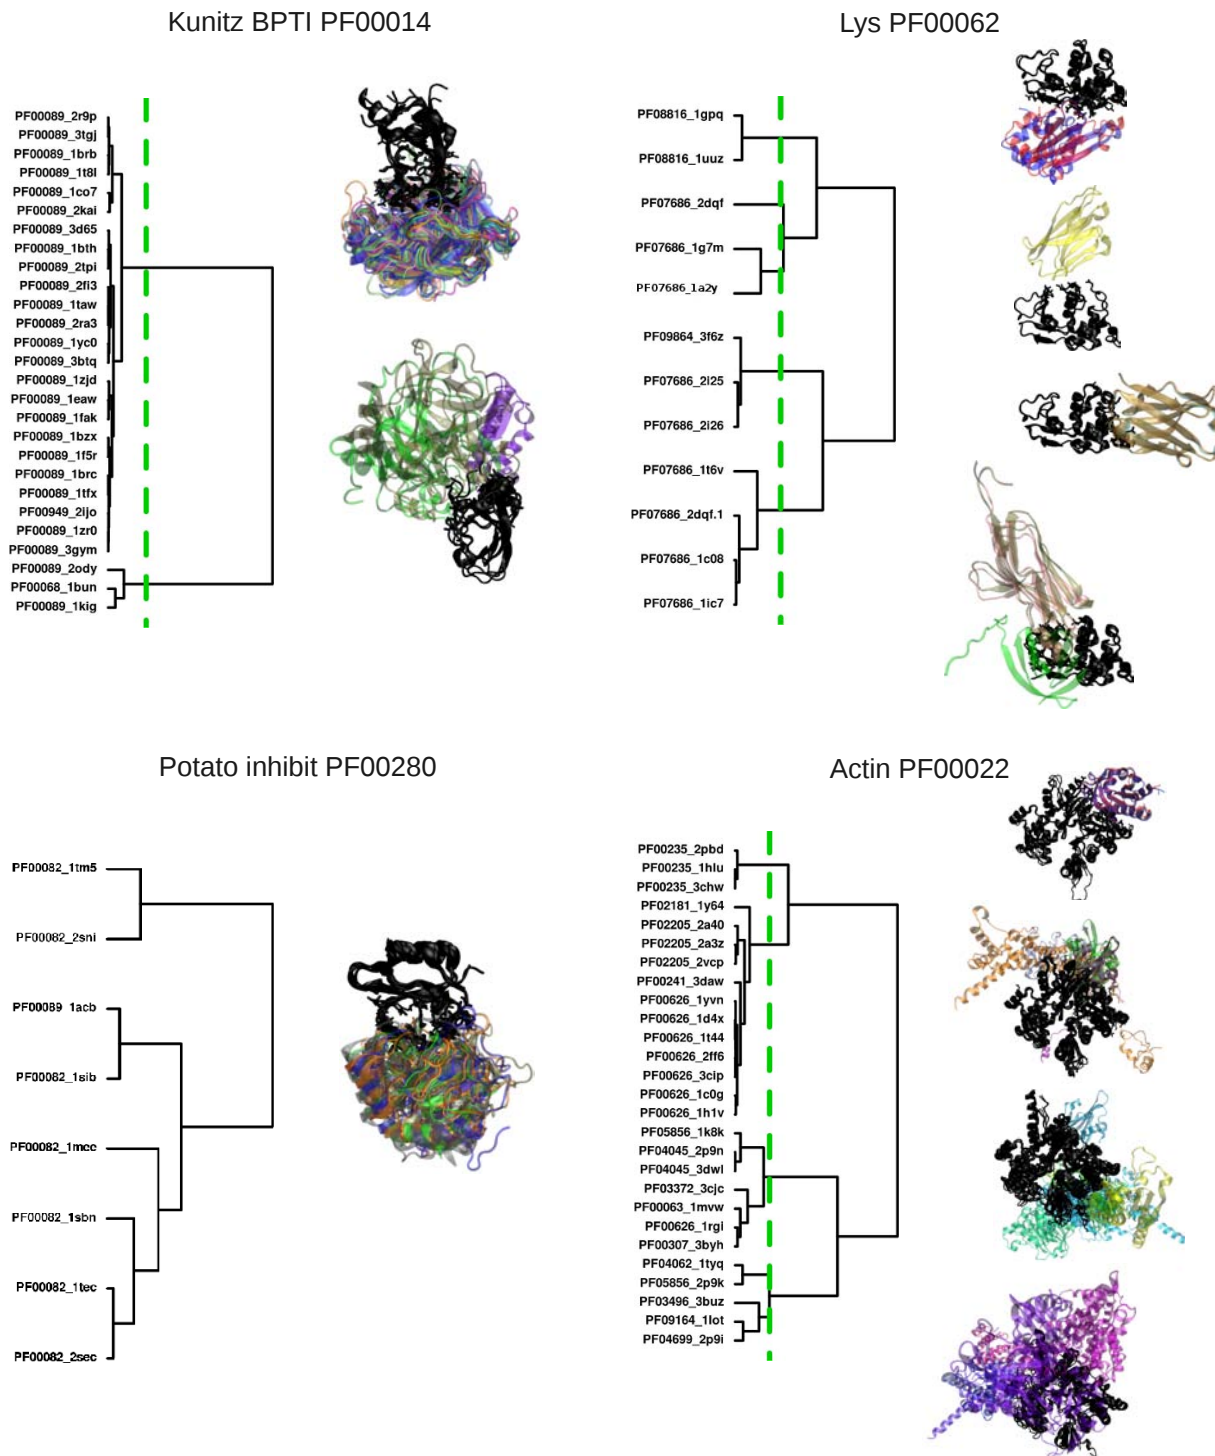 Kunitz BPTI PF00014
PF00089_2r9p
PF00089_3tgj
PF00089_1brb
PF00089_1t8l
PF00089_1co7
PF00089_2kai
PF00089_3d65
PF00089_1bth
PF00089_2tpi
PF00089_2fi3
PF00089_1taw
PF00089_2ra3
PF00089_1yc0
PF00089_3btq
PF00089_1zjd
PF00089_1eaw
PF00089_1fak
PF00089_1bzx
PF00089_1f5r
PF00089_1brc
PF00089_1tfx
PF00949_2ijo
PF00089_1zr0
PF00089_3gym
PF00089_2ody
PF00068_1bun
PF00089_1kig
Lys PF00062
PF08816_1gpq
PF08816_1uuz
PF07686_2dqf
PF07686_1g7m
PF07686_1a2y
PF09864_3f6z
PF07686_2i25
PF07686_2i26
PF07686_1t6v
PF07686_2dqf.1
PF07686_1c08
PF07686_1ic7
Potato inhibit PF00280
PF00082_1tm5
PF00082_2sni
PF00089_1acb
PF00082_1sib
PF00082_1mee
PF00082_1sbn
PF00082_1tec
PF00082_2sec
Actin PF00022
PF00235_2pbd
PF00235_1hlu
PF00235_3chw
PF02181_1y64
PF02205_2a40
PF02205_2a3z
PF02205_2vcp
PF00241_3daw
PF00626_1yvn
PF00626_1d4x
PF00626_1t44
PF00626_2ff6
PF00626_3cip
PF00626_1c0g
PF00626_1h1v
PF05856_1k8k
PF04045_2p9n
PF04045_3dwl
PF03372_3cjc
PF00063_1mvw
PF00626_1rgi
PF00307_3byh
PF04062_1tyq
PF05856_2p9k
PF03496_3buz
PF09164_1lot
PF04699_2p9i